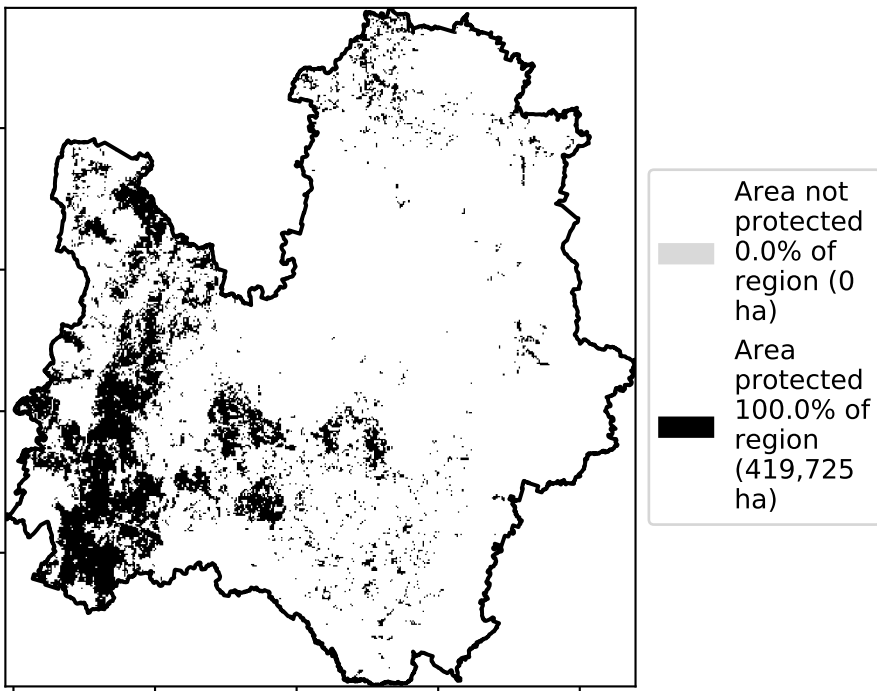 Area not
protected
0.0% of
region (0
ha)
Area
protected
100.0% of
region
(419,725
ha)